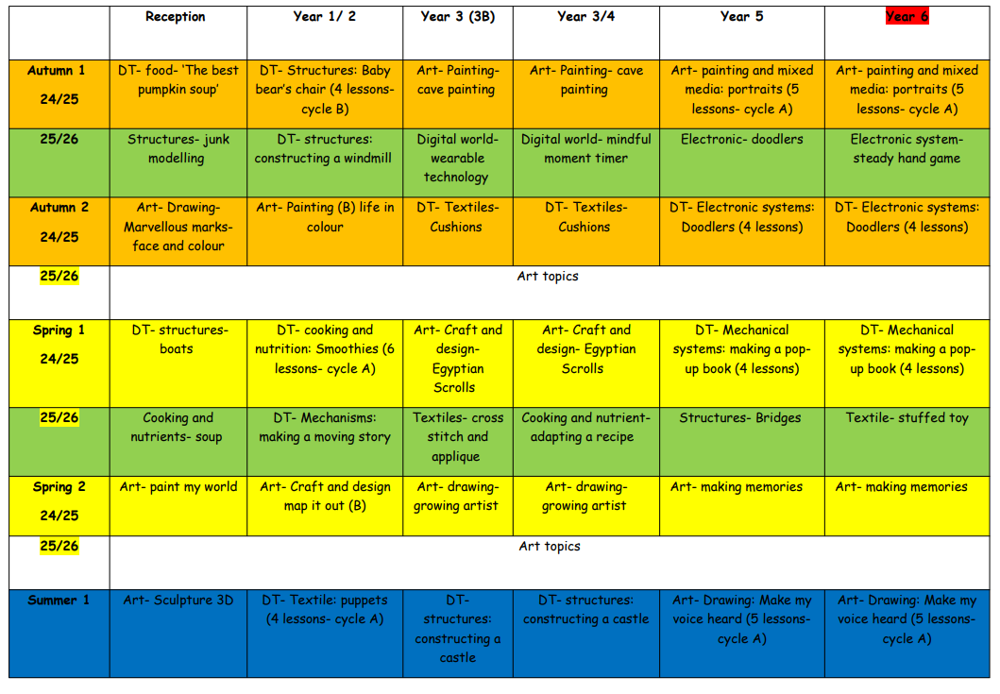 Reception Year 1/ 2 Year 3 (3B) Year 3/4 Year 5 Year 6
Autumn 1
24/25
DT- food- 'The best
pumpkin soup'
DT- Structures: Baby
bear's chair (4 lessons-
cycle B)
Art- Painting-
cave painting
Art- Painting- cave
painting
Art- painting and mixed
media: portraits (5
lessons- cycle A)
Art- painting and mixed
media: portraits (5
lessons- cycle A)
25/26
Structures- junk
modelling
DT- structures:
constructing a windmill
Digital world-
wearable
technology
Digital world- mindful
moment timer
Electronic- doodlers
Electronic system-
steady hand game
Autumn 2
24/25
Art- Drawing-
Marvellous marks-
face and colour
Art- Painting (B) life in
colour
DT- Textiles-
Cushions
DT- Textiles-
Cushions
DT- Electronic systems:
Doodlers (4 lessons)
DT- Electronic systems:
Doodlers (4 lessons)
25/26
Art topics
Spring 1
24/25
DT- structures-
boats
DT- cooking and
nutrition: Smoothies (6
lessons- cycle A)
Art- Craft and
design-
Egyptian
Scrolls
Art- Craft and
design- Egyptian
Scrolls
DT- Mechanical
systems: making a pop-
up book (4 lessons)
DT- Mechanical
systems: making a pop-
up book (4 lessons)
25/26
Cooking and
nutrients- soup
DT- Mechanisms:
making a moving story
Textiles- cross
stitch and
applique
Cooking and nutrient-
adapting a recipe
Structures- Bridges
Textile- stuffed toy
Spring 2
24/25
Art- paint my world
Art- Craft and design
map it out (B)
Art- drawing-
growing artist
Art- drawing-
growing artist
Art- making memories
Art- making memories
25/26
Art topics
Summer 1
Art- Sculpture 3D
DT- Textile: puppets
(4 lessons- cycle A)
DT-
structures:
constructing a
castle
DT- structures:
constructing a castle
Art- Drawing: Make my
voice heard (5 lessons-
cycle A)
Art- Drawing: Make my
voice heard (5 lessons-
cycle A)